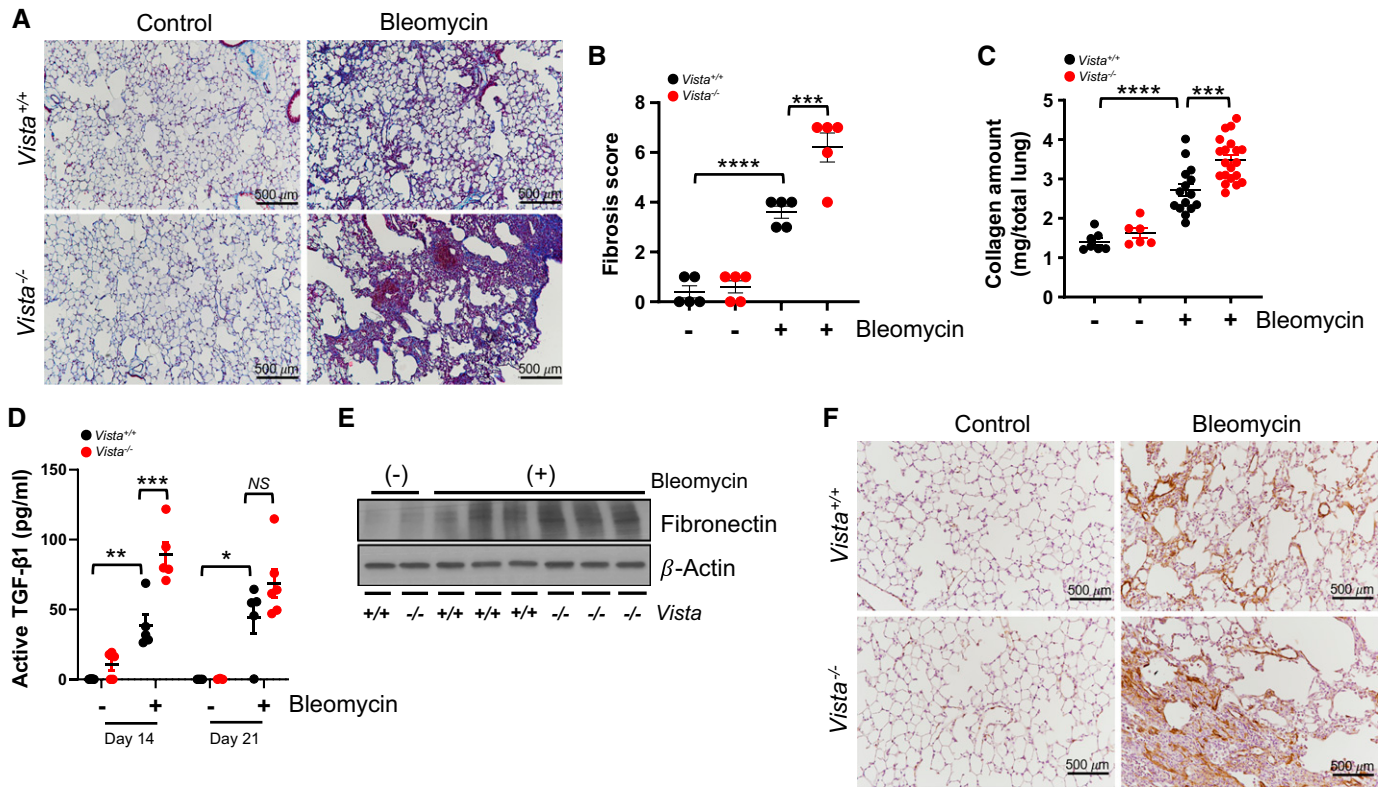 A
Control
Bleomycin
Vista+/+
500 μm
500 μm
Vista-/-
500 μm
500 μm
B
Vista+/+
Vista-/-
Fibrosis score
8
6
4
2
0
****
***
- - + + Bleomycin
C
Vista+/+
Vista-/-
Collagen amount
(mg/total lung)
5
4
3
2
1
0
**** ***
- - + + Bleomycin
D
Vista+/+
Vista-/-
Active TGF-β1 (pg/ml)
150
100
50
0
** *** * NS
- + - + Bleomycin
Day 14 Day 21
E
(-) (+) Bleomycin
Fibronectin
β-Actin
+/+ -/- +/+ +/+ +/+ -/- -/- -/- Vista
F
Control
Bleomycin
Vista+/+
500 μm
500 μm
Vista-/-
500 μm
500 μm